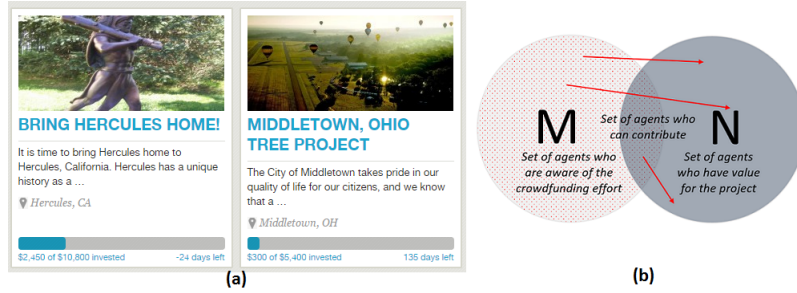 BRING HERCULES HOME!
It is time to bring Hercules home to
Hercules, California. Hercules has a unique
history as a ...
Hercules, CA
$2,450 of $10,800 invested
-24 days left
MIDDLETOWN, OHIO
TREE PROJECT
The City of Middletown takes pride in our
quality of life for our citizens, and we know
that a ...
Middletown, OH
$300 of $5,400 invested
135 days left
(a)
M
Set of agents who
are aware of the
crowdfunding effort
Set of agents who
can contribute
N
Set of agents
who have value
for the project
(b)